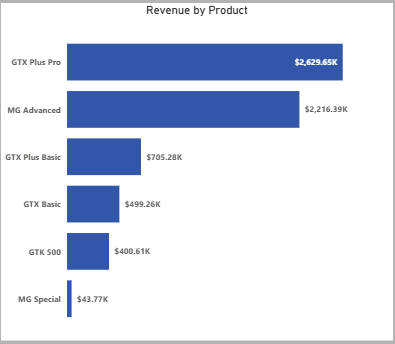 Revenue by Product
GTX Plus Pro $2,629.65K
MG Advanced $2,216.39K
GTX Plus Basic $705.28K
GTX Basic $499.26K
GTK 500 $400.61K
MG Special $43.77K